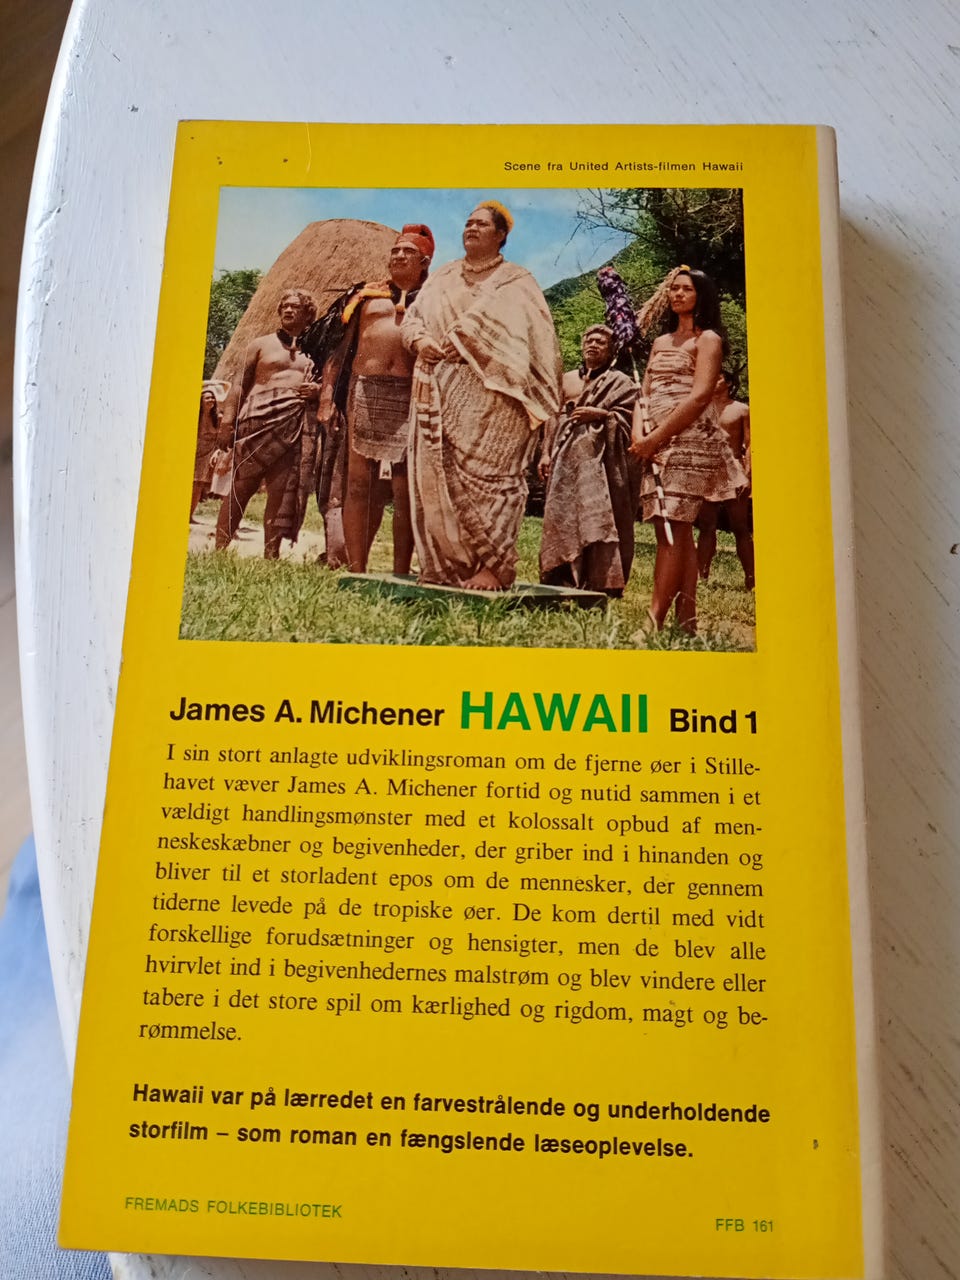 Scene fra United Artists-filmen Hawaii
James A. Michener HAWAII Bind 1
I sin stort anlagte udviklingsroman om de fjerne øer i Stille-
havet væver James A. Michener fortid og nutid sammen i et
vældigt handlingsmønster med et kolossalt opbud af men-
neskeskæbner og begivenheder, der griber ind i hinanden og
bliver til et storladent epos om de mennesker, der gennem
tiderne levede på de tropiske øer. De kom dertil med vidt
forskellige forudsætninger og hensigter, men de blev alle
hvirvlet ind i begivenhedernes malstrøm og blev vindere eller
tabere i det store spil om kærlighed og rigdom, magt og be-
rømmelse.
Hawaii var på lærredet en farvestrålende og underholdende
storfilm – som roman en fængslende læseoplevelse.
FREMADS FOLKEBIBLIOTEK
FFB 161